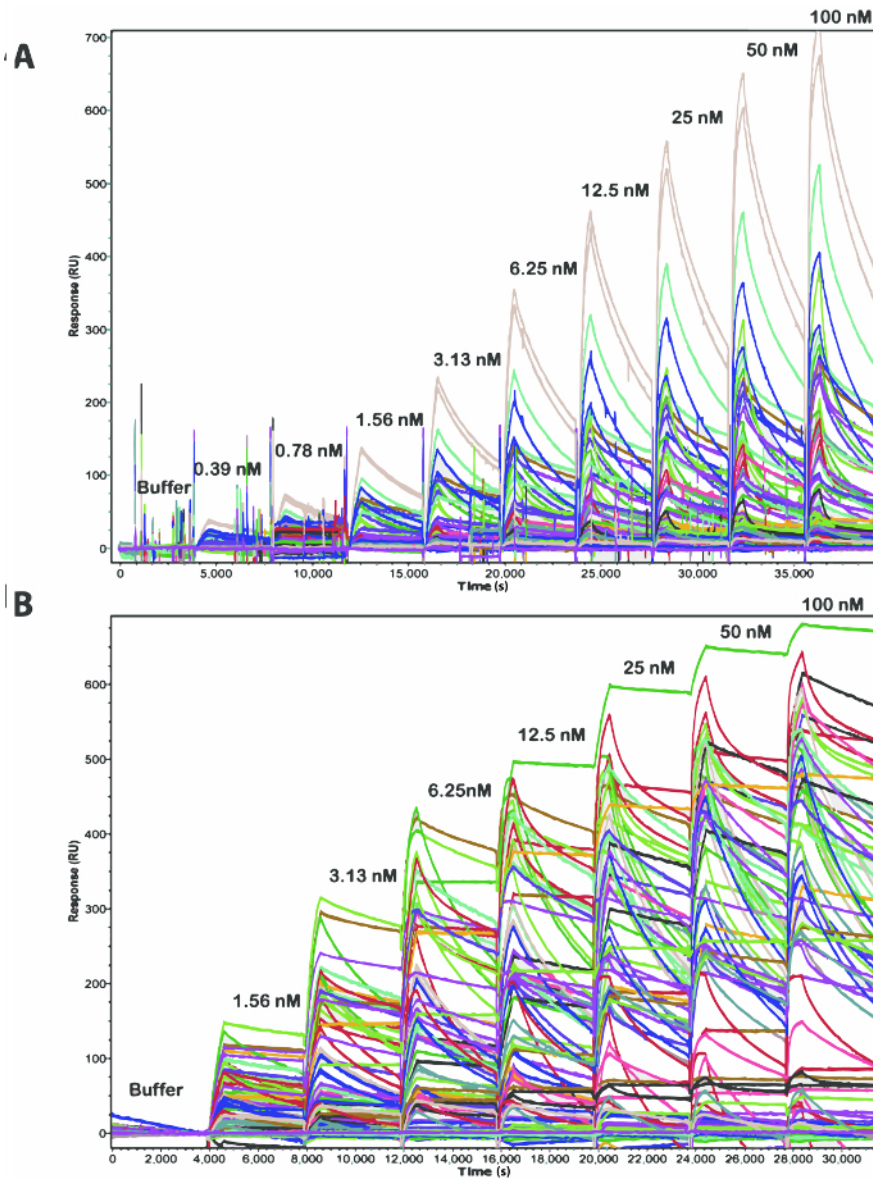 A
100 nM
50 nM
25 nM
12.5 nM
6.25 nM
3.13 nM
1.56 nM
0.78 nM
0.39 nM
Buffer
Response (RU)
700
600
500
400
300
200
100
0
0 5,000 10,000 15,000 20,000 25,000 30,000 35,000
Time (s)
B
100 nM
50 nM
25 nM
12.5 nM
6.25nM
3.13 nM
1.56 nM
Buffer
Response (RU)
600
500
400
300
200
100
0
0 2,000 4,000 6,000 8,000 10,000 12,000 14,000 16,000 18,000 20,000 22,000 24,000 26,000 28,000 30,000
Time (s)